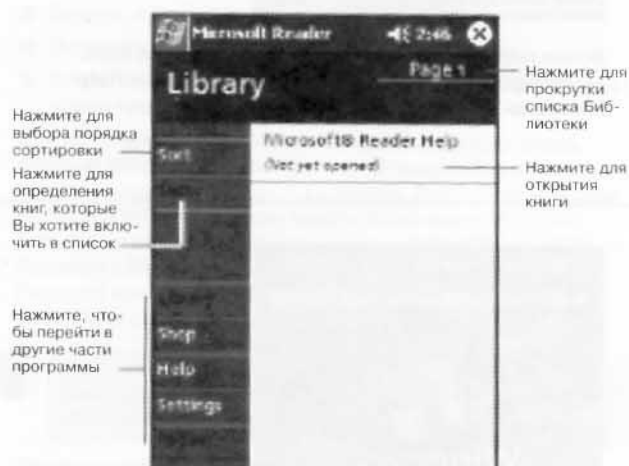 Microsoft Reader 2:46
Library
Page 1
Нажмите для
прокрутки
списка Биб-
лиотеки
Нажмите для
выбора порядка
сортировки
Sort
Microsoft® Reader Help
(Not yet opened)
Нажмите для
открытия
книги
Нажмите для
определения
книг, которые
Вы хотите вклю-
чить в список
Нажмите, что-
бы перейти в
другие части
программы
Library
Shop
Help
Settings